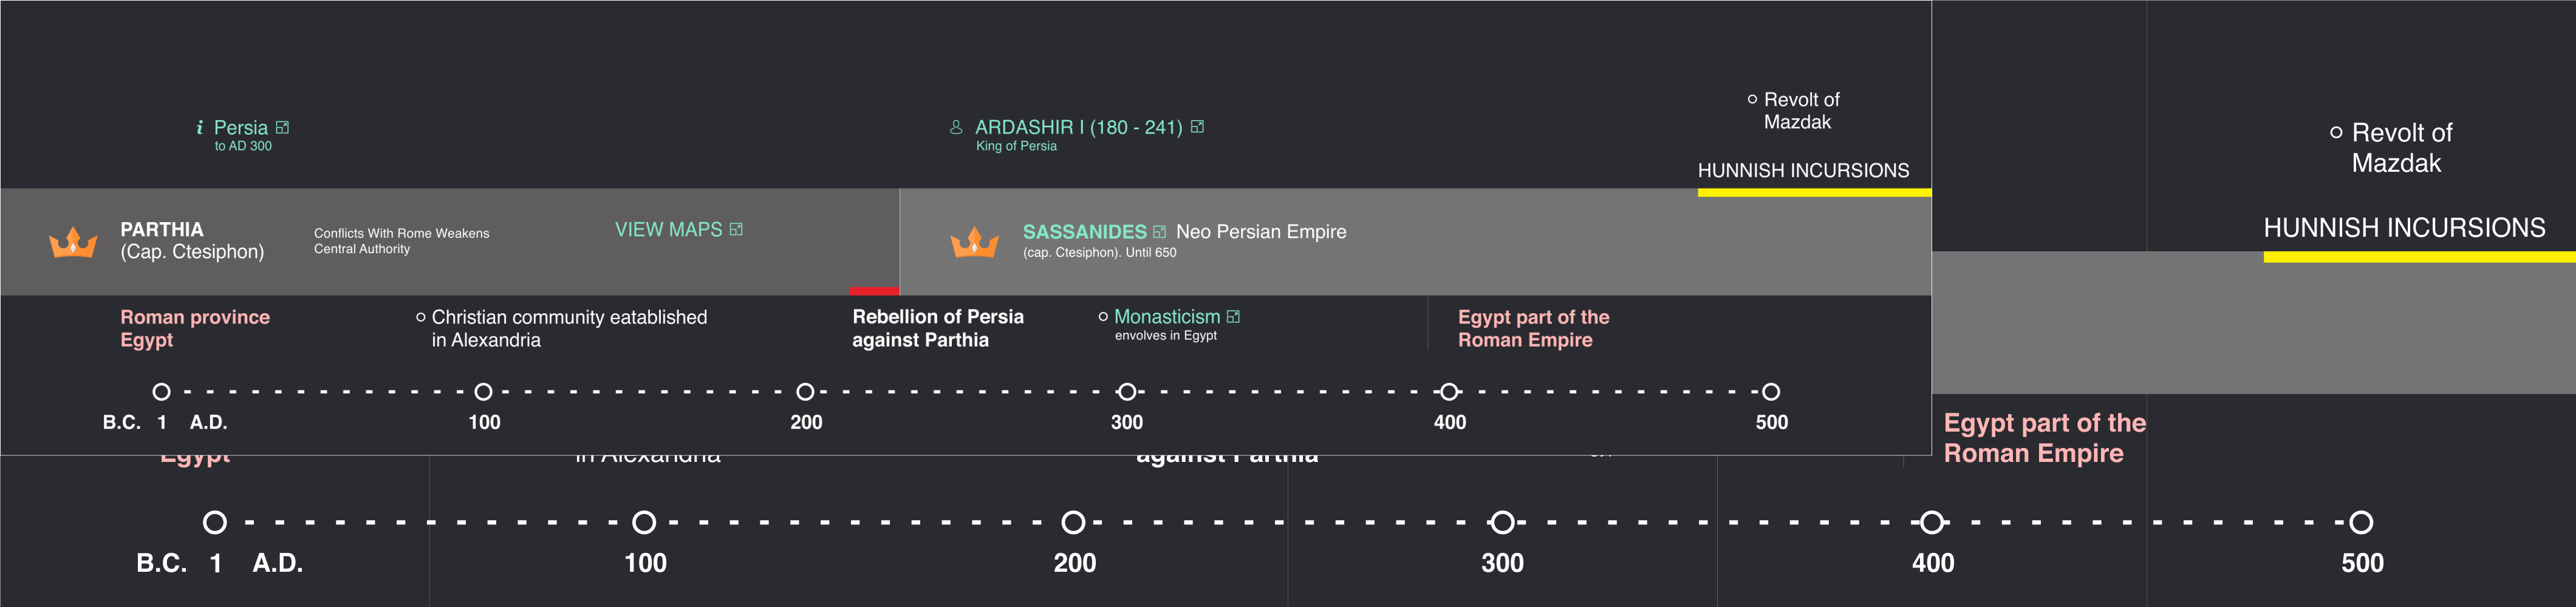 Persia
to AD 300
ARDASHIR I (180 - 241)
King of Persia
Revolt of
Mazdak
HUNNISH INCURSIONS
PARTHIA
(Cap. Ctesiphon)
Conflicts With Rome Weakens
Central Authority
VIEW MAPS
SASSANIDES Neo Persian Empire
(cap. Ctesiphon). Until 650
Roman province
Egypt
Christian community eatablished
in Alexandria
Rebellion of Persia
against Parthia
Monasticism
envolves in Egypt
Egypt part of the
Roman Empire
B.C. 1 A.D. 100 200 300 400 500
Revolt of
Mazdak
HUNNISH INCURSIONS
Egypt part of the
Roman Empire
Egypt
in Alexandria
against Parthia
B.C. 1 A.D. 100 200 300 400 500